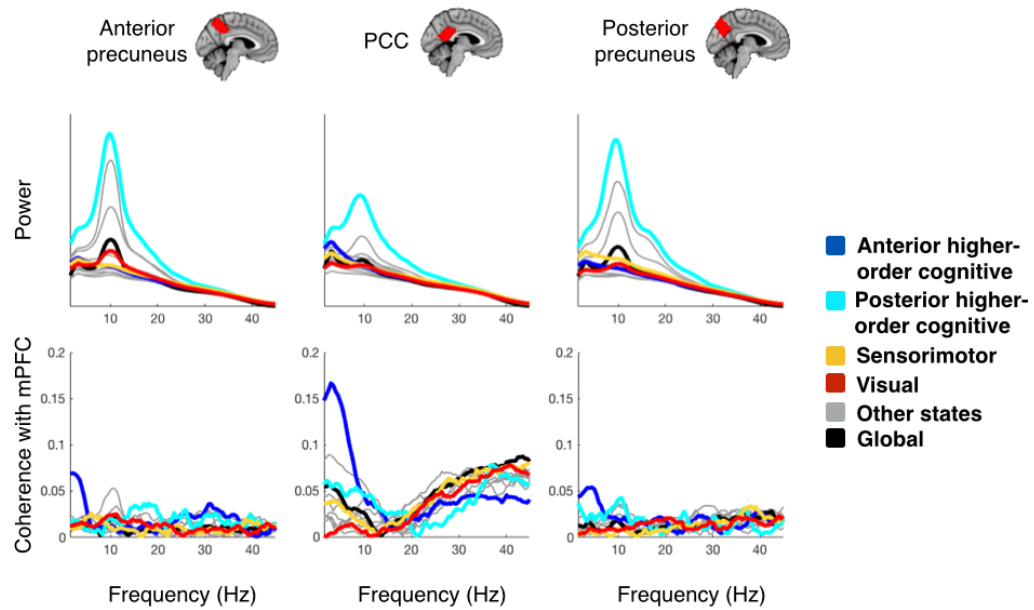 Anterior
precuneus
PCC
Posterior
precuneus
Power
10 20 30 40
10 20 30 40
10 20 30 40
Coherence with mPFC
0.2
0.15
0.1
0.05
0
10 20 30 40
0.2
0.15
0.1
0.05
0
10 20 30 40
0.2
0.15
0.1
0.05
0
10 20 30 40
Frequency (Hz)
Frequency (Hz)
Frequency (Hz)
Anterior higher-
order cognitive
Posterior higher-
order cognitive
Sensorimotor
Visual
Other states
Global